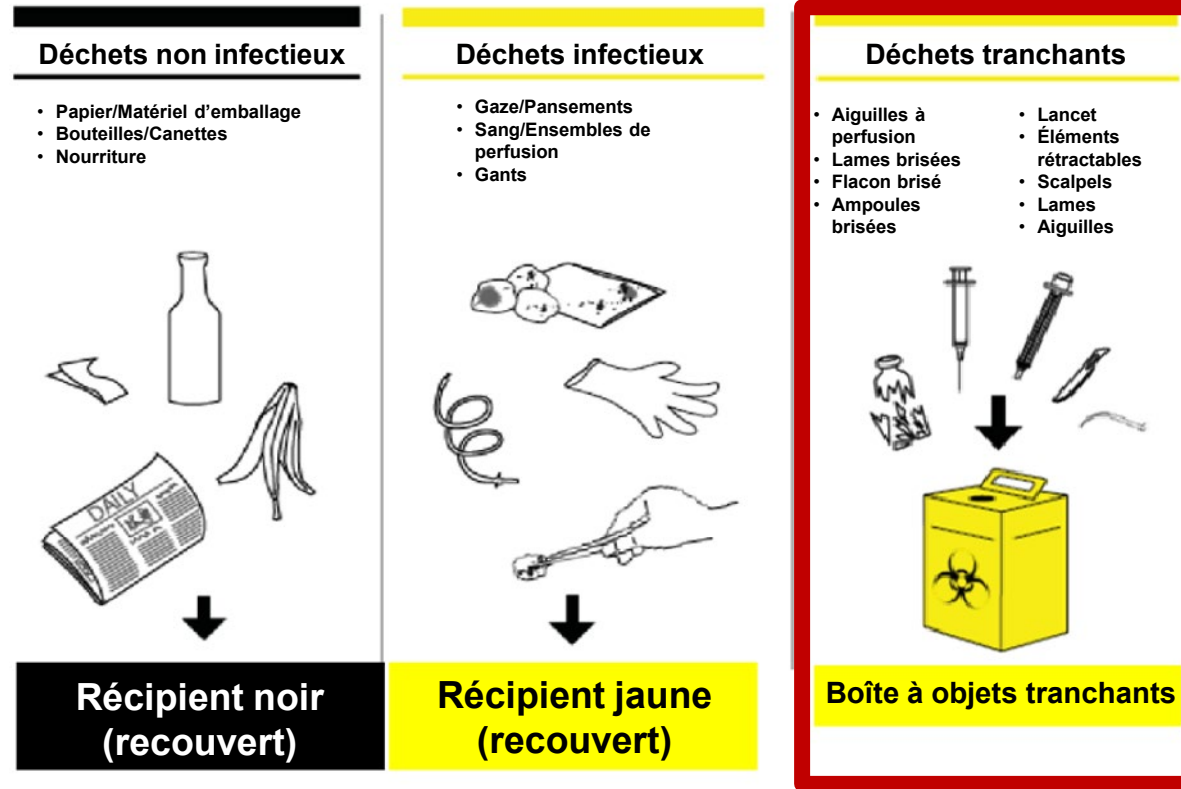 Déchets non infectieux
• Papier/Matériel d’emballage
• Bouteilles/Canettes
• Nourriture
DAILY
Récipient noir
(recouvert)
Déchets infectieux
• Gaze/Pansements
• Sang/Ensembles de
perfusion
• Gants
Récipient jaune
(recouvert)
Déchets tranchants
• Aiguilles à
perfusion
• Lames brisées
• Flacon brisé
• Ampoules
brisées
• Lancet
• Éléments
rétractables
• Scalpels
• Lames
• Aiguilles
Boîte à objets tranchants